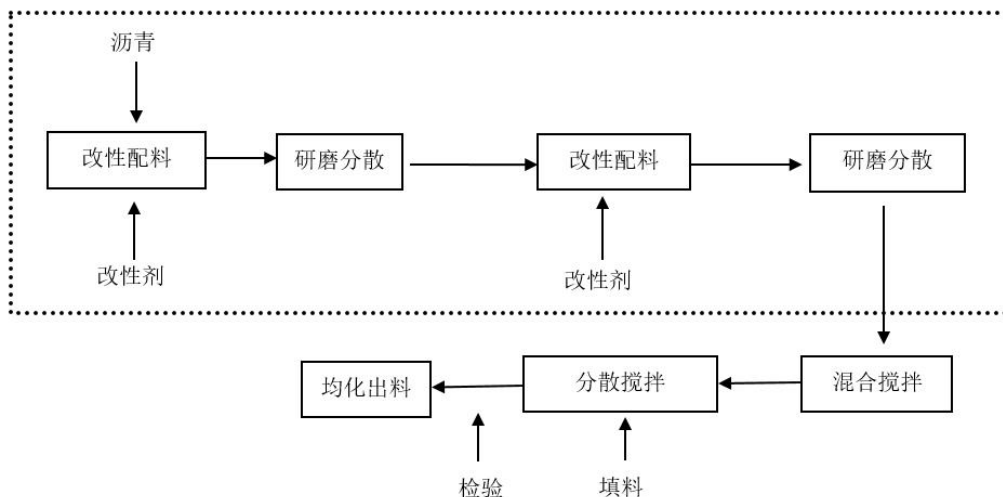 沥青
改性配料
研磨分散
改性配料
研磨分散
改性剂
改性剂
均化出料
分散搅拌
混合搅拌
检验
填料